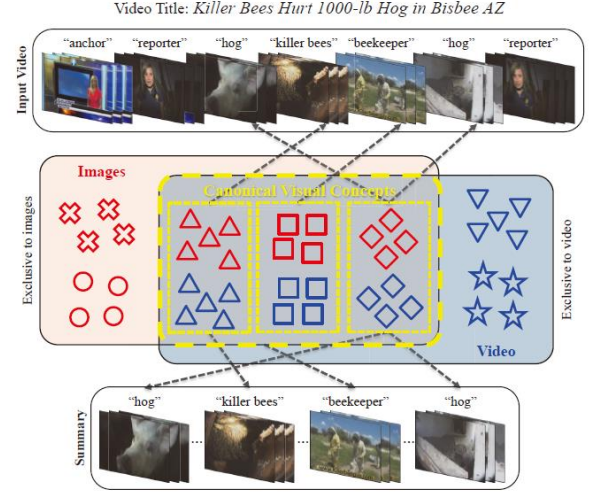 Video Title: Killer Bees Hurt 1000-lb Hog in Bisbee AZ
Input Video
“anchor” “reporter” “hog” “killer bees” “beekeeper” “hog” “reporter”
Images
Canonical Visual Concepts
Exclusive to images
Exclusive to video
Video
Summary
“hog” “killer bees” “beekeeper” “hog”